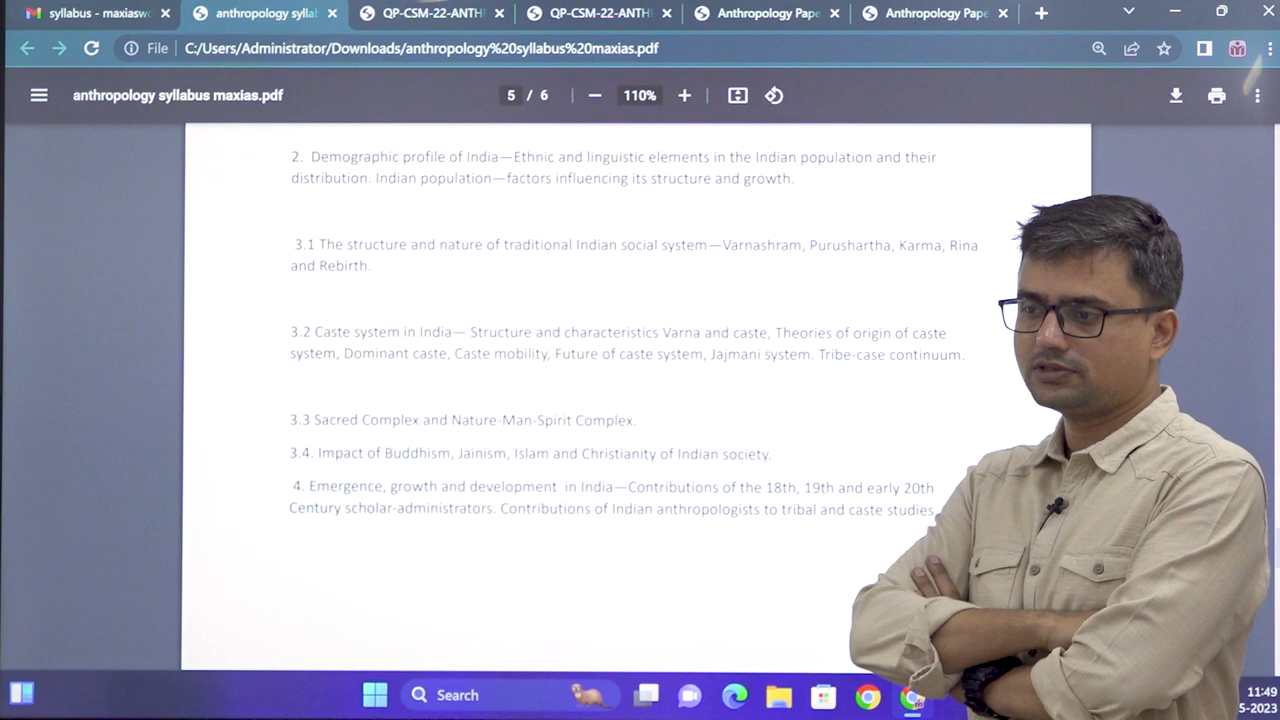 syllabus - maxiasw
anthropology sylla
QP-CSM-22-ANTH
QP-CSM-22-ANTH
Anthropology Pape
Anthropology Pape
File
C:/Users/Administrator/Downloads/anthropology%20syllabus%20maxias.pdf
anthropology syllabus maxias.pdf
5 / 6
110%
2. Demographic profile of India—Ethnic and linguistic elements in the Indian population and their
distribution. Indian population—factors influencing its structure and growth.
3.1 The structure and nature of traditional Indian social system—Varnashram, Purushartha, Karma, Rina
and Rebirth.
3.2 Caste system in India— Structure and characteristics Varna and caste, Theories of origin of caste
system, Dominant caste, Caste mobility, Future of caste system, Jajmani system. Tribe-case continuum.
3.3 Sacred Complex and Nature-Man-Spirit Complex.
3.4. Impact of Buddhism, Jainism, Islam and Christianity of Indian society.
4. Emergence, growth and development in India—Contributions of the 18th, 19th and early 20th
Century scholar-administrators. Contributions of Indian anthropologists to tribal and caste studies.
Search
11:49
5-2023